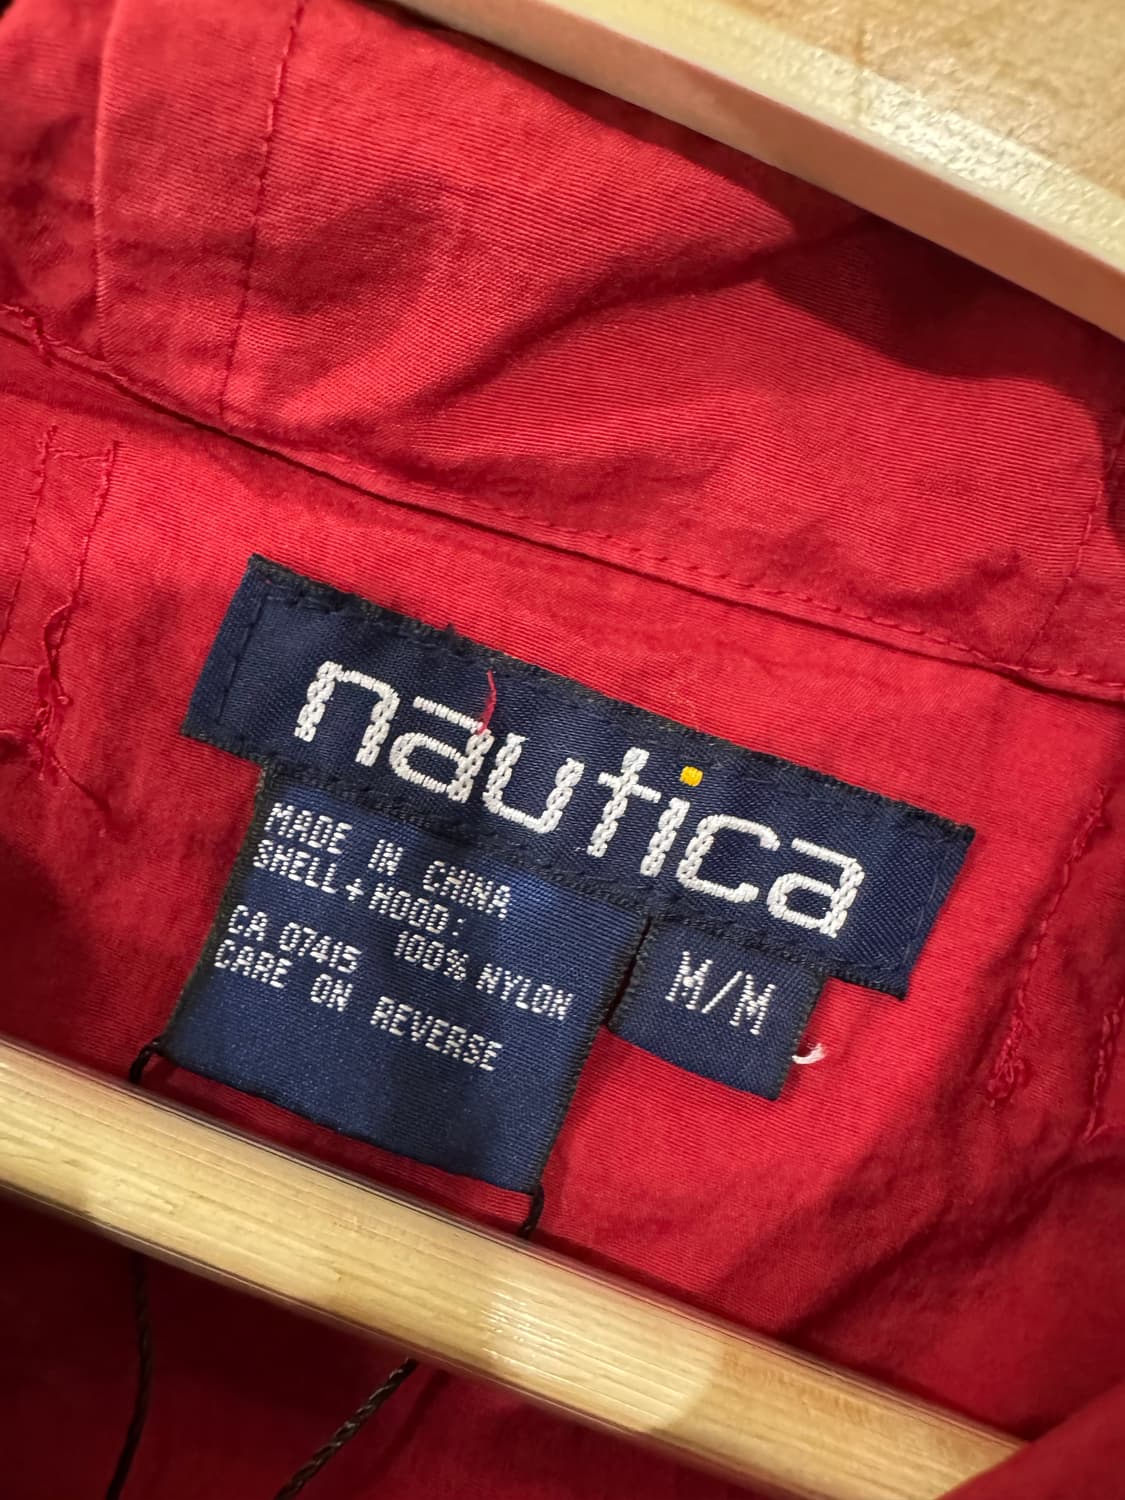 nautica
MADE IN CHINA
SHELL+HOOD:
100% NYLON
CA 07415
CARE ON REVERSE
M/M